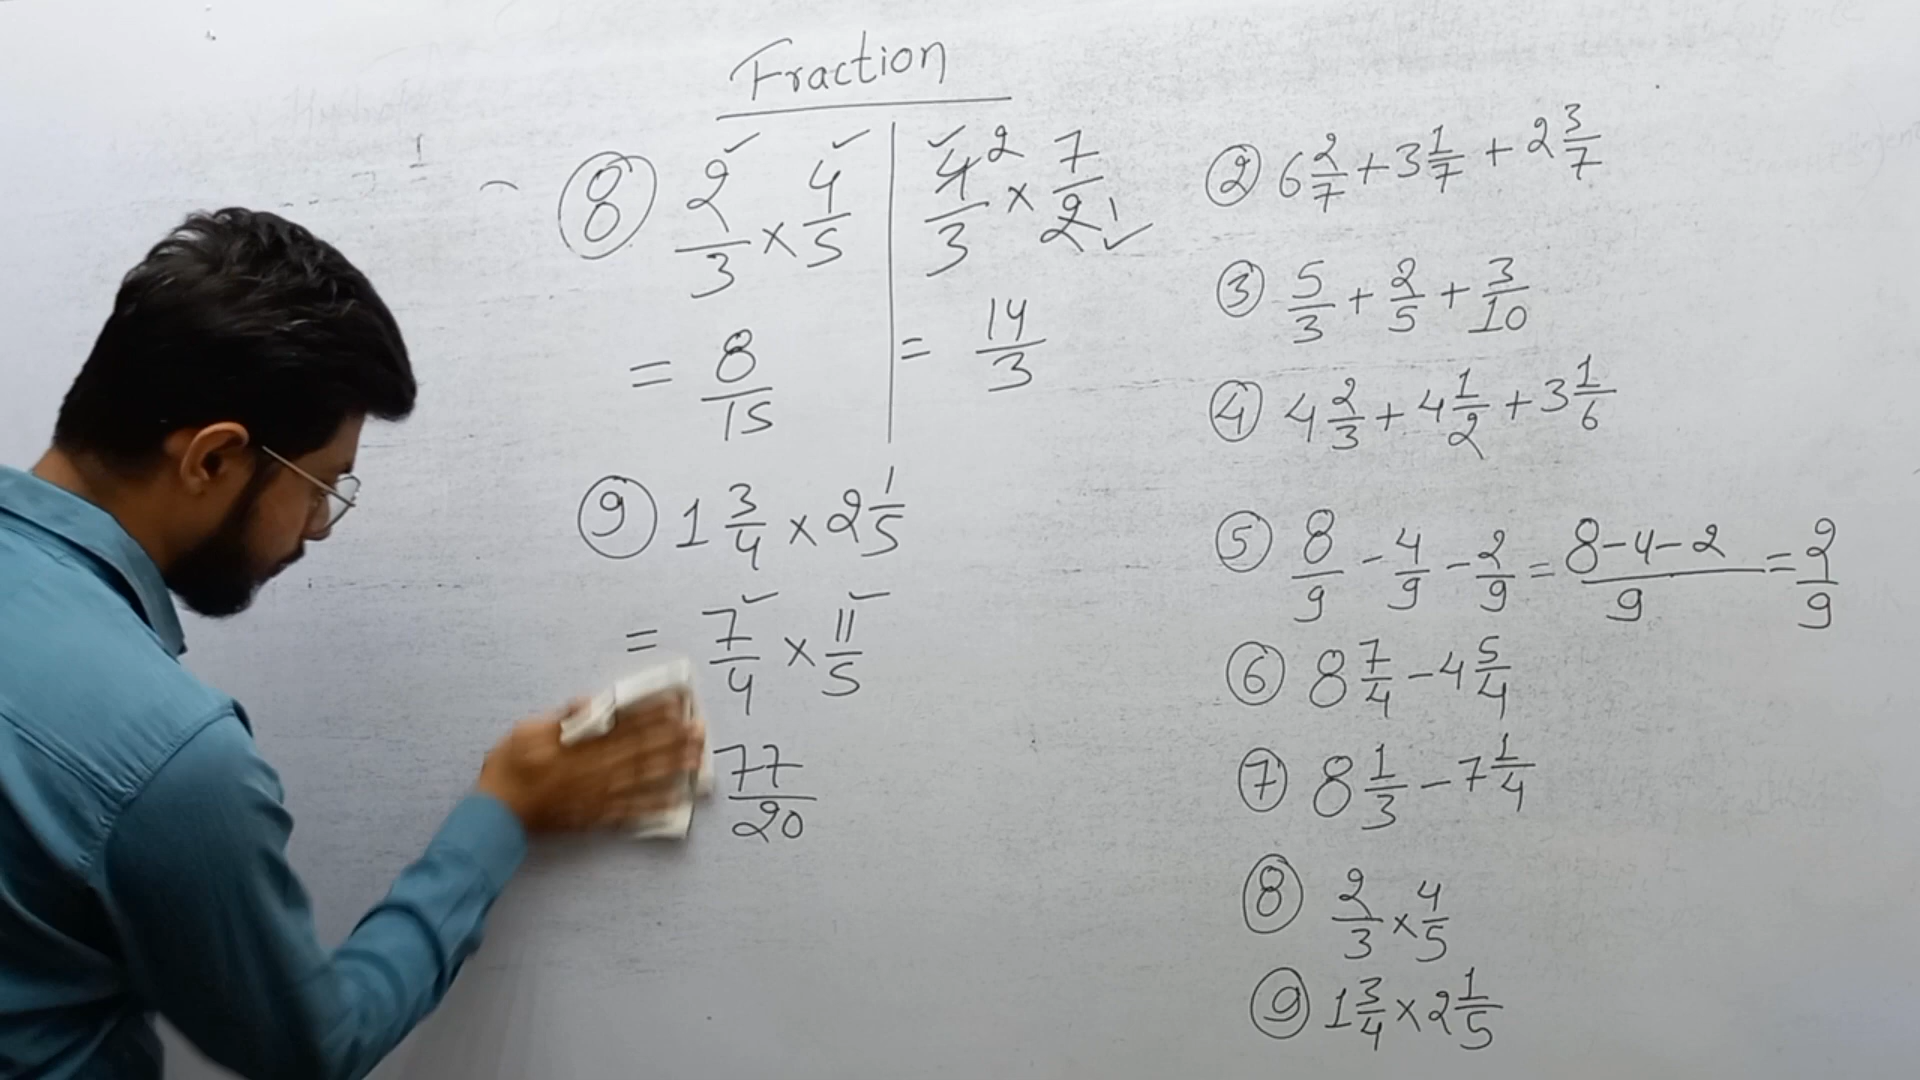 Fraction
⑧ 2/3 × 4/5
= 8/15
4/3 2 × 7/2 1
= 14/3
⑨ 1 3/4 × 2 1/5
= 7/4 × 11/5
77/20
② 6 2/7 + 3 1/7 + 2 3/7
③ 5/3 + 2/5 + 3/10
④ 4 2/3 + 4 1/2 + 3 1/6
⑤ 8/9 - 4/9 - 2/9 = 8-4-2/9 = 2/9
⑥ 8 7/4 - 4 5/4
⑦ 8 1/3 - 7 1/4
⑧ 2/3 × 4/5
⑨ 1 3/4 × 2 1/5